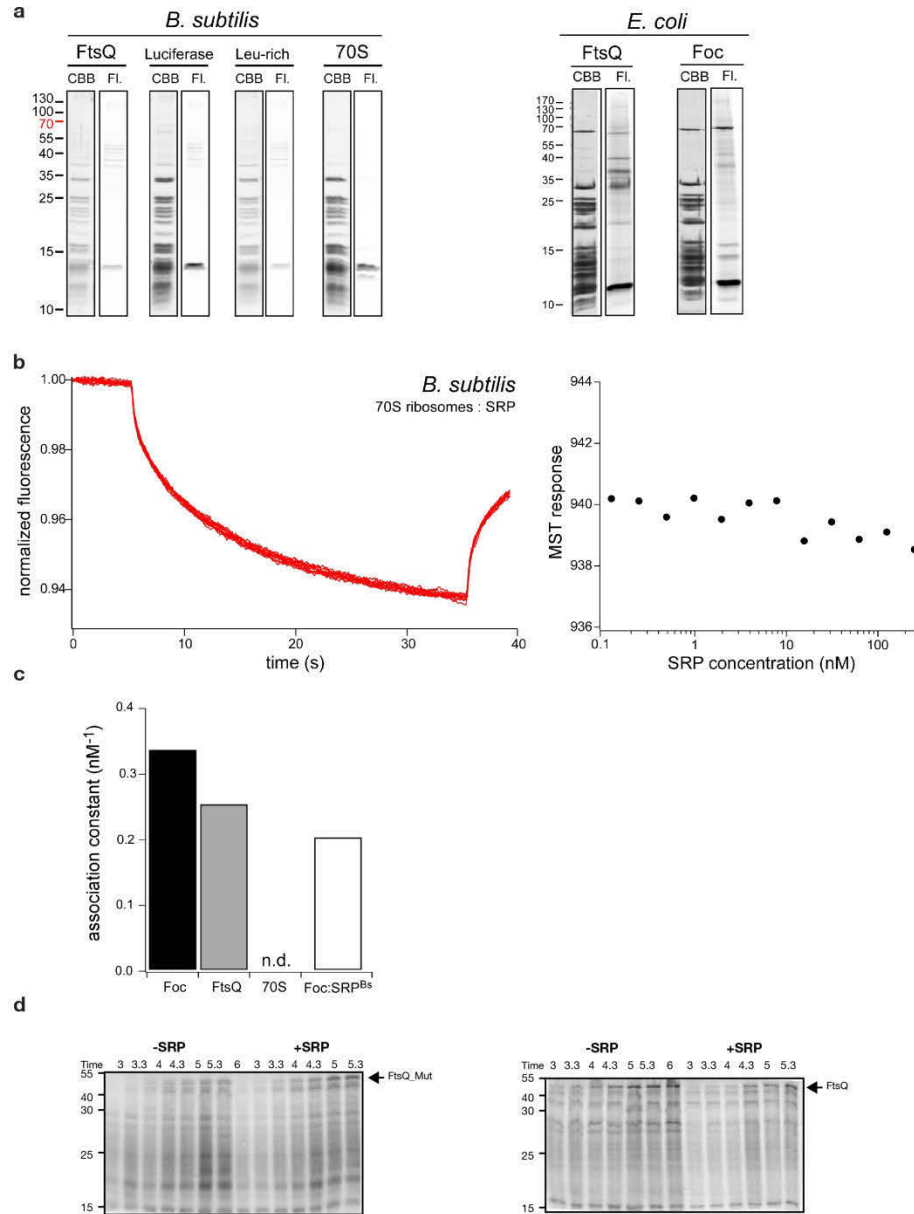 a
B. subtilis
E. coli
FtsQ Luciferase Leu-rich 70S
FtsQ Foc
CBB Fl. CBB Fl. CBB Fl. CBB Fl.
CBB Fl. CBB Fl.
130
100
70
55
40
35
25
15
10
170
130
100
70
55
40
35
25
15
10
b
B. subtilis
70S ribosomes : SRP
normalized fluorescence
1.00
0.98
0.96
0.94
0 10 20 30 40
time (s)
MST response
944
942
940
938
936
0.1 1 10 100
SRP concentration (nM)
c
association constant (nM-1)
0.4
0.3
0.2
0.1
0.0
n.d.
Foc FtsQ 70S Foc:SRPBs
d
-SRP +SRP
Time 3 3.3 4 4.3 5 5.3 6 3 3.3 4 4.3 5 5.3
55
40
30
25
15
FtsQ_Mut
-SRP +SRP
Time 3 3.3 4 4.3 5 5.3 6 3 3.3 4 4.3 5 5.3
55
40
30
25
15
FtsQ